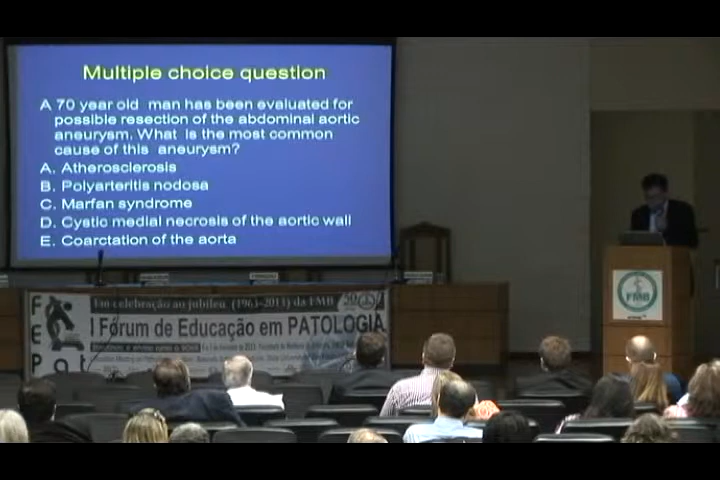 Multiple choice question
A 70 year old man has been evaluated for
possible resection of the abdominal aortic
aneurysm. What is the most common
cause of this aneurysm?
A. Atherosclerosis
B. Polyarteritis nodosa
C. Marfan syndrome
D. Cystic medial necrosis of the aortic wall
E. Coarctation of the aorta
Em celebração ao jubileu (1963-2013) da FMB
I Fórum de Educação em PATOLOGIA
F
E
P a t
FMB